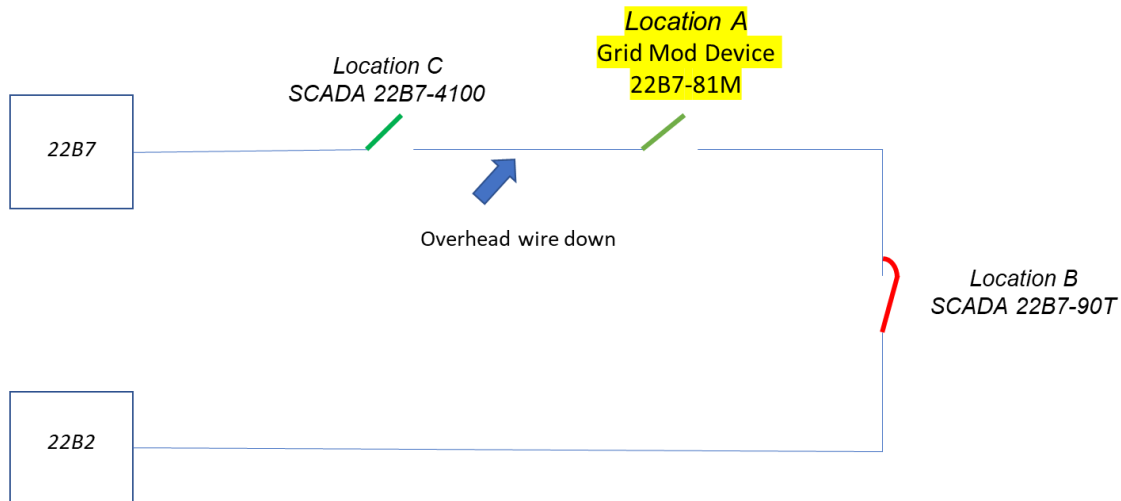 Location A
Grid Mod Device
22B7-81M
Location C
SCADA 22B7-4100
22B7
Overhead wire down
Location B
SCADA 22B7-90T
22B2